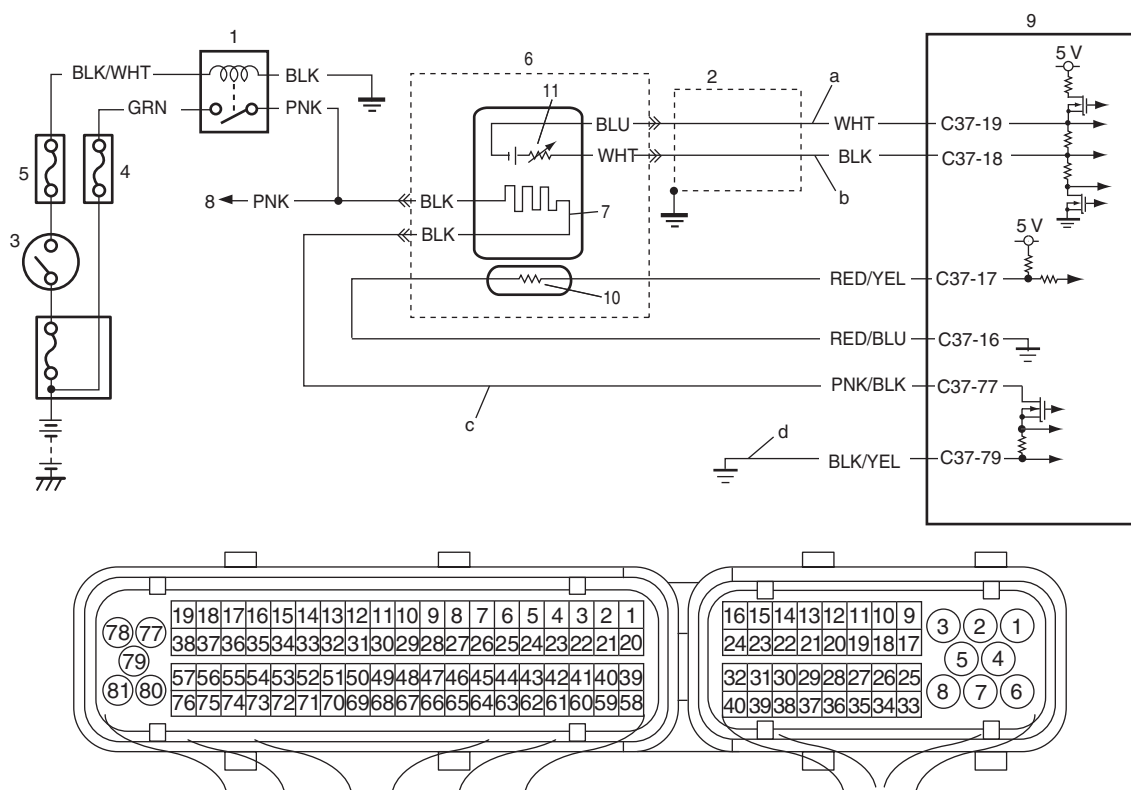 9
1
5 V
BLK/WHT
BLK
6
2
a
GRN
PNK
11
BLU
WHT
C37-19
WHT
BLK
C37-18
5
4
b
8
PNK
BLK
7
5 V
3
BLK
RED/YEL
C37-17
10
RED/BLU
C37-16
PNK/BLK
C37-77
c
d
BLK/YEL
C37-79
19 18 17 16 15 14 13 12 11 10 9 8 7 6 5 4 3 2 1
38 37 36 35 34 33 32 31 30 29 28 27 26 25 24 23 22 21 20
57 56 55 54 53 52 51 50 49 48 47 46 45 44 43 42 41 40 39
76 75 74 73 72 71 70 69 68 67 66 65 64 63 62 61 60 59 58
78 77
79
81 80
16 15 14 13 12 11 10 9
24 23 22 21 20 19 18 17
32 31 30 29 28 27 26 25
40 39 38 37 36 35 34 33
3 2 1
5 4
8 7 6